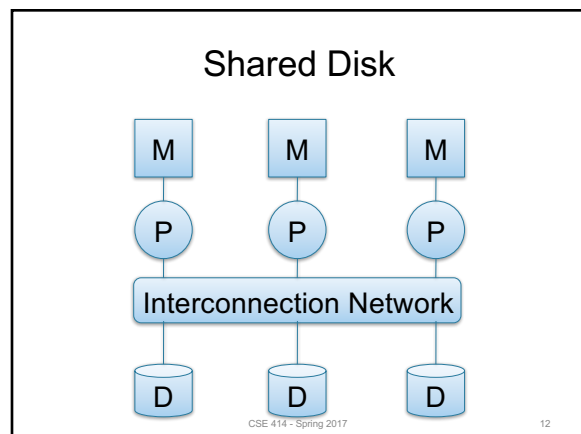 Shared Disk
M M M
P P P
Interconnection Network
D D D
CSE 414 - Spring 2017 12